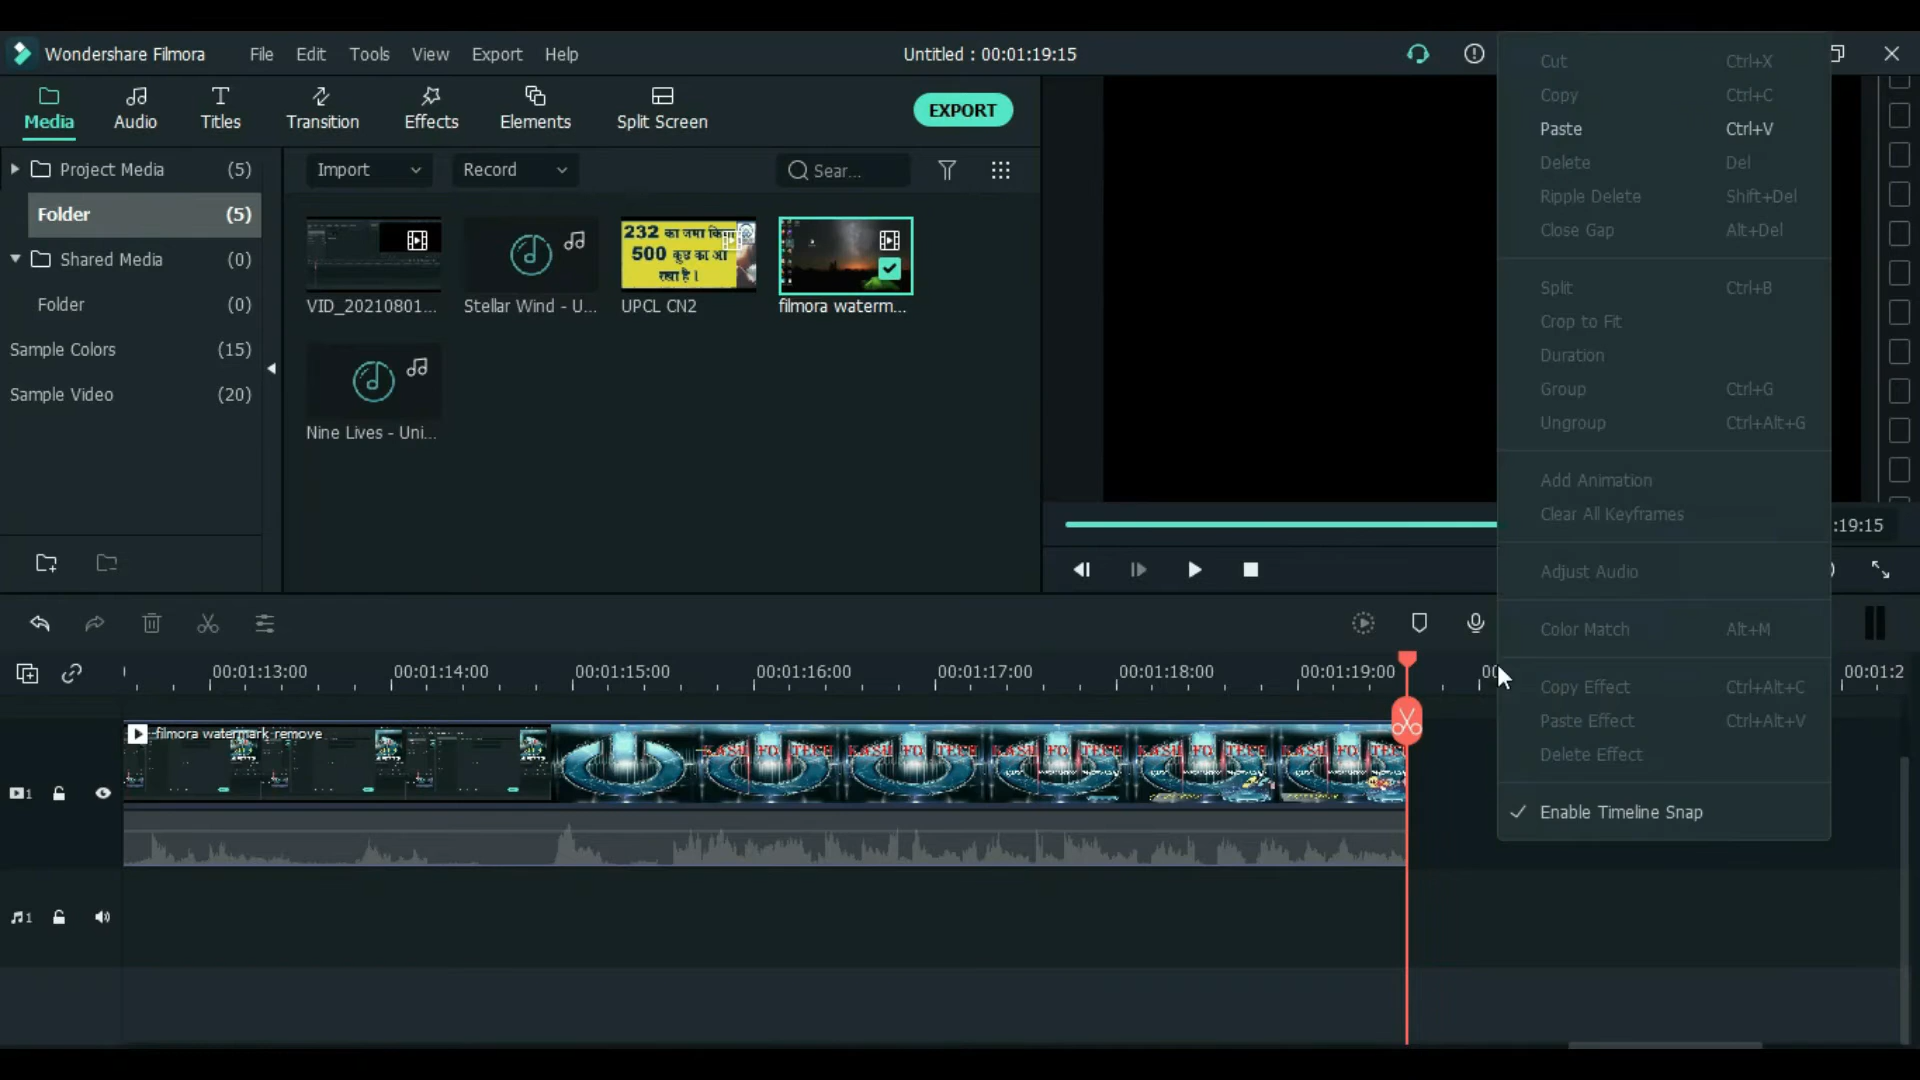 Wondershare Filmora
File
Edit
Tools
View
Export
Help
Untitled : 00:01:19:15
Media
Audio
Titles
Transition
Effects
Elements
Split Screen
EXPORT
Project Media (5)
Folder (5)
Shared Media (0)
Folder (0)
Sample Colors (15)
Sample Video (20)
Import
Record
Sear...
232 का जमा किया
500 कुछ का आ
रखा है।
VID_20210801...
Stellar Wind - U...
UPCL CN2
filmora waterm...
Nine Lives - Uni...
Cut Ctrl+X
Copy Ctrl+C
Paste Ctrl+V
Delete Del
Ripple Delete Shift+Del
Close Gap Alt+Del
Split Ctrl+B
Crop to Fit
Duration
Group Ctrl+G
Ungroup Ctrl+Alt+G
Add Animation
Clear All Keyframes
Adjust Audio
Color Match Alt+M
Copy Effect Ctrl+Alt+C
Paste Effect Ctrl+Alt+V
Delete Effect
Enable Timeline Snap
:19:15
00:01:13:00
00:01:14:00
00:01:15:00
00:01:16:00
00:01:17:00
00:01:18:00
00:01:19:00
00
00:01:2
filmora watermark remove
1
1